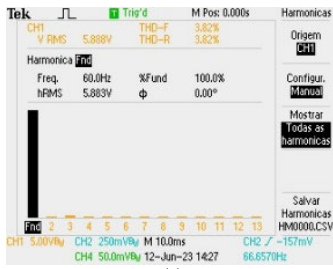 Tek Trig'd M Pos: 0.000s Harmonicas
CH1 THD-F 3.82%
V RMS 5.888V THD-R 3.82%
Origem
CH1
Harmonica Fnd
Freq. 60.0Hz %Fund 100.0%
hRMS 5.883V Φ 0.00°
Configur.
Manual
Mostrar
Todas as
harmonicas
Salvar
Harmonicas
HM0000.CSV
Fnd 2 3 4 5 6 7 8 9 10 11 12 13
CH1 5.00V CH2 250mV M 10.0ms CH2 -157mV
CH4 50.0mV 12-Jun-23 14:27 66.6570Hz